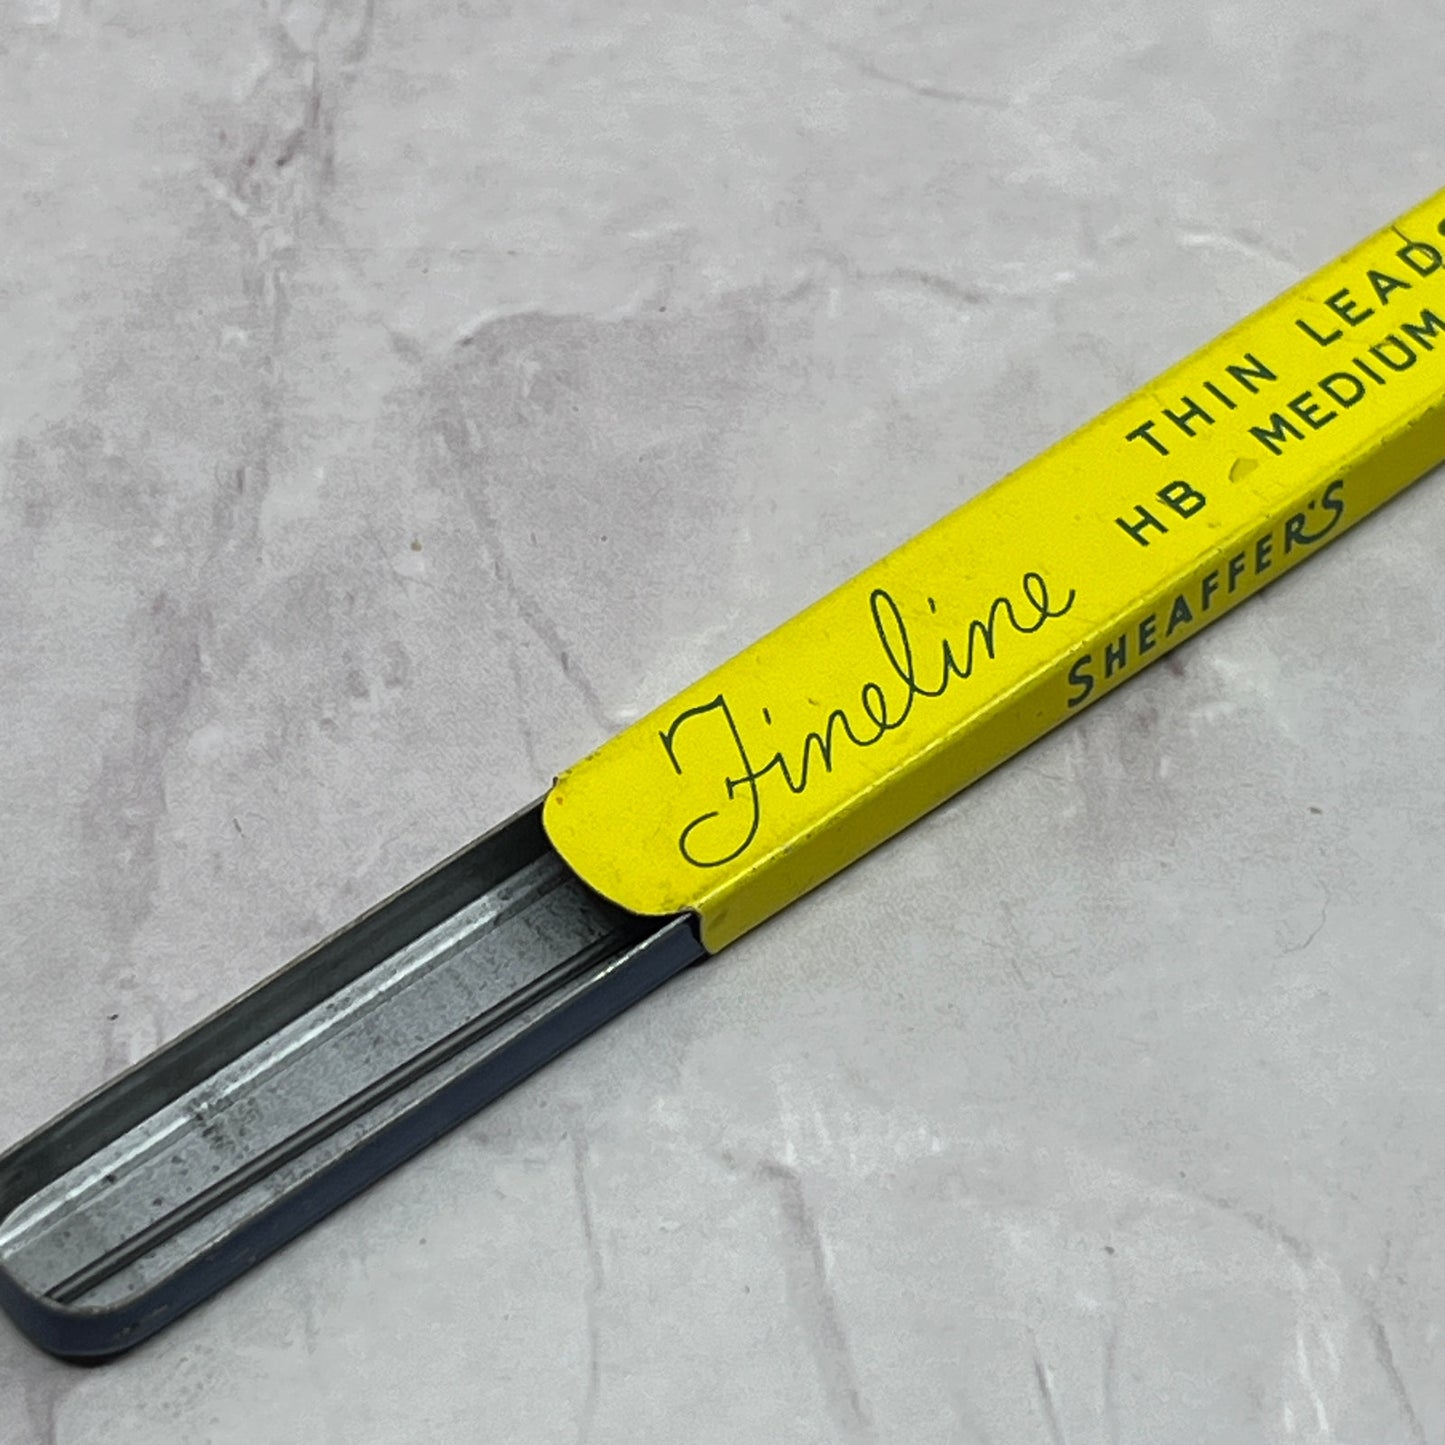 Fineline
THIN LEADS
HB - MEDIUM
SHEAFFER'S